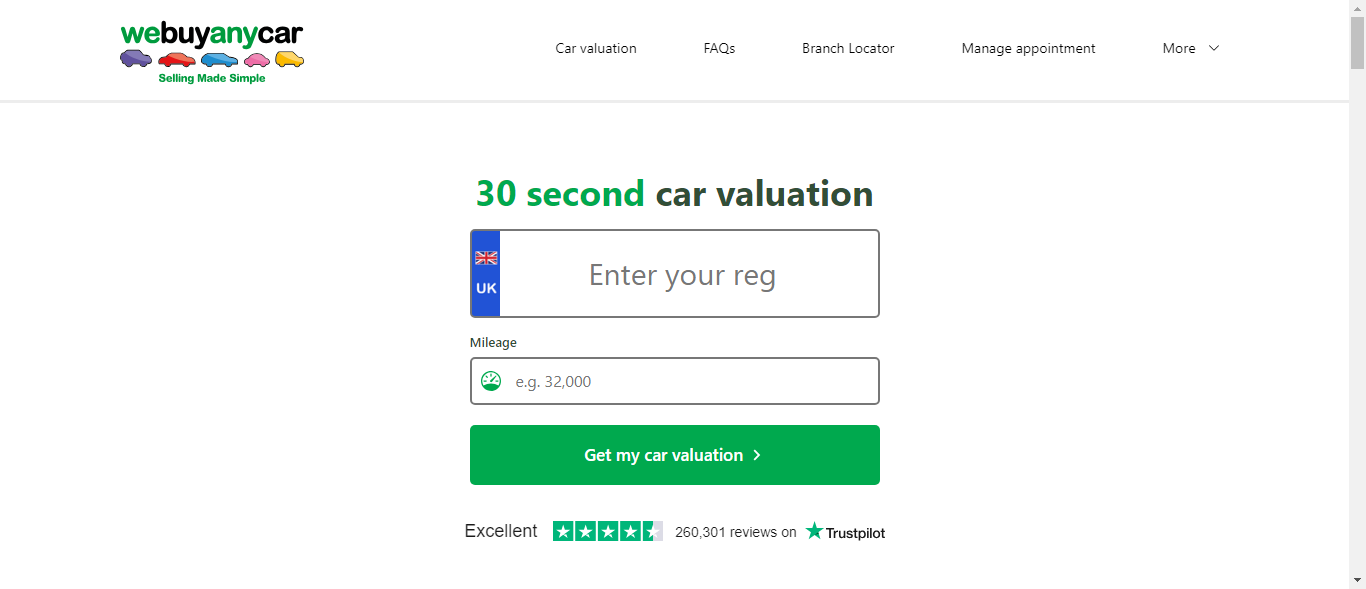 webuyanycar
Selling Made Simple
Car valuation
FAQs
Branch Locator
Manage appointment
More
30 second car valuation
UK
Enter your reg
Mileage
e.g. 32,000
Get my car valuation
Excellent
260,301 reviews on
Trustpilot